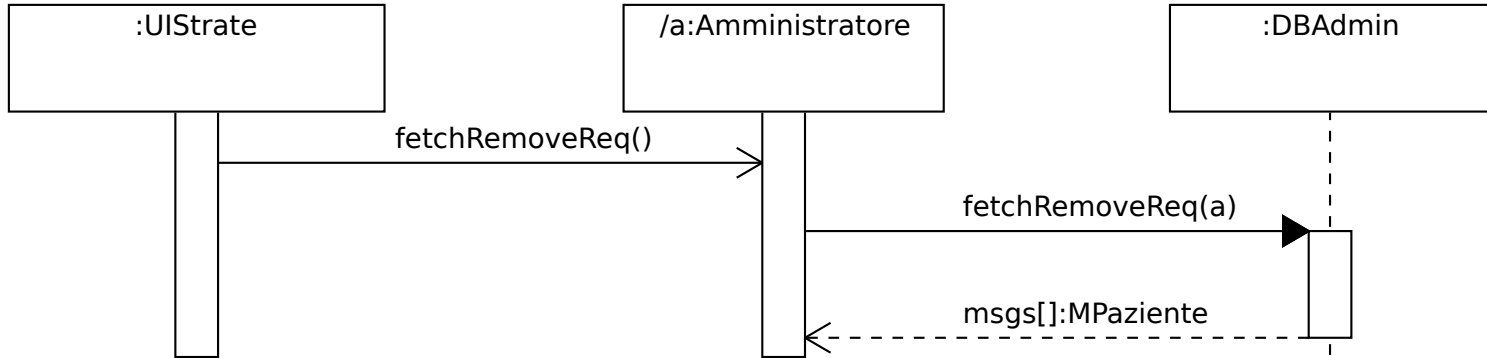 :UIStrate
/a:Amministratore
:DBAdmin
fetchRemoveReq()
fetchRemoveReq(a)
msgs[]:MPaziente